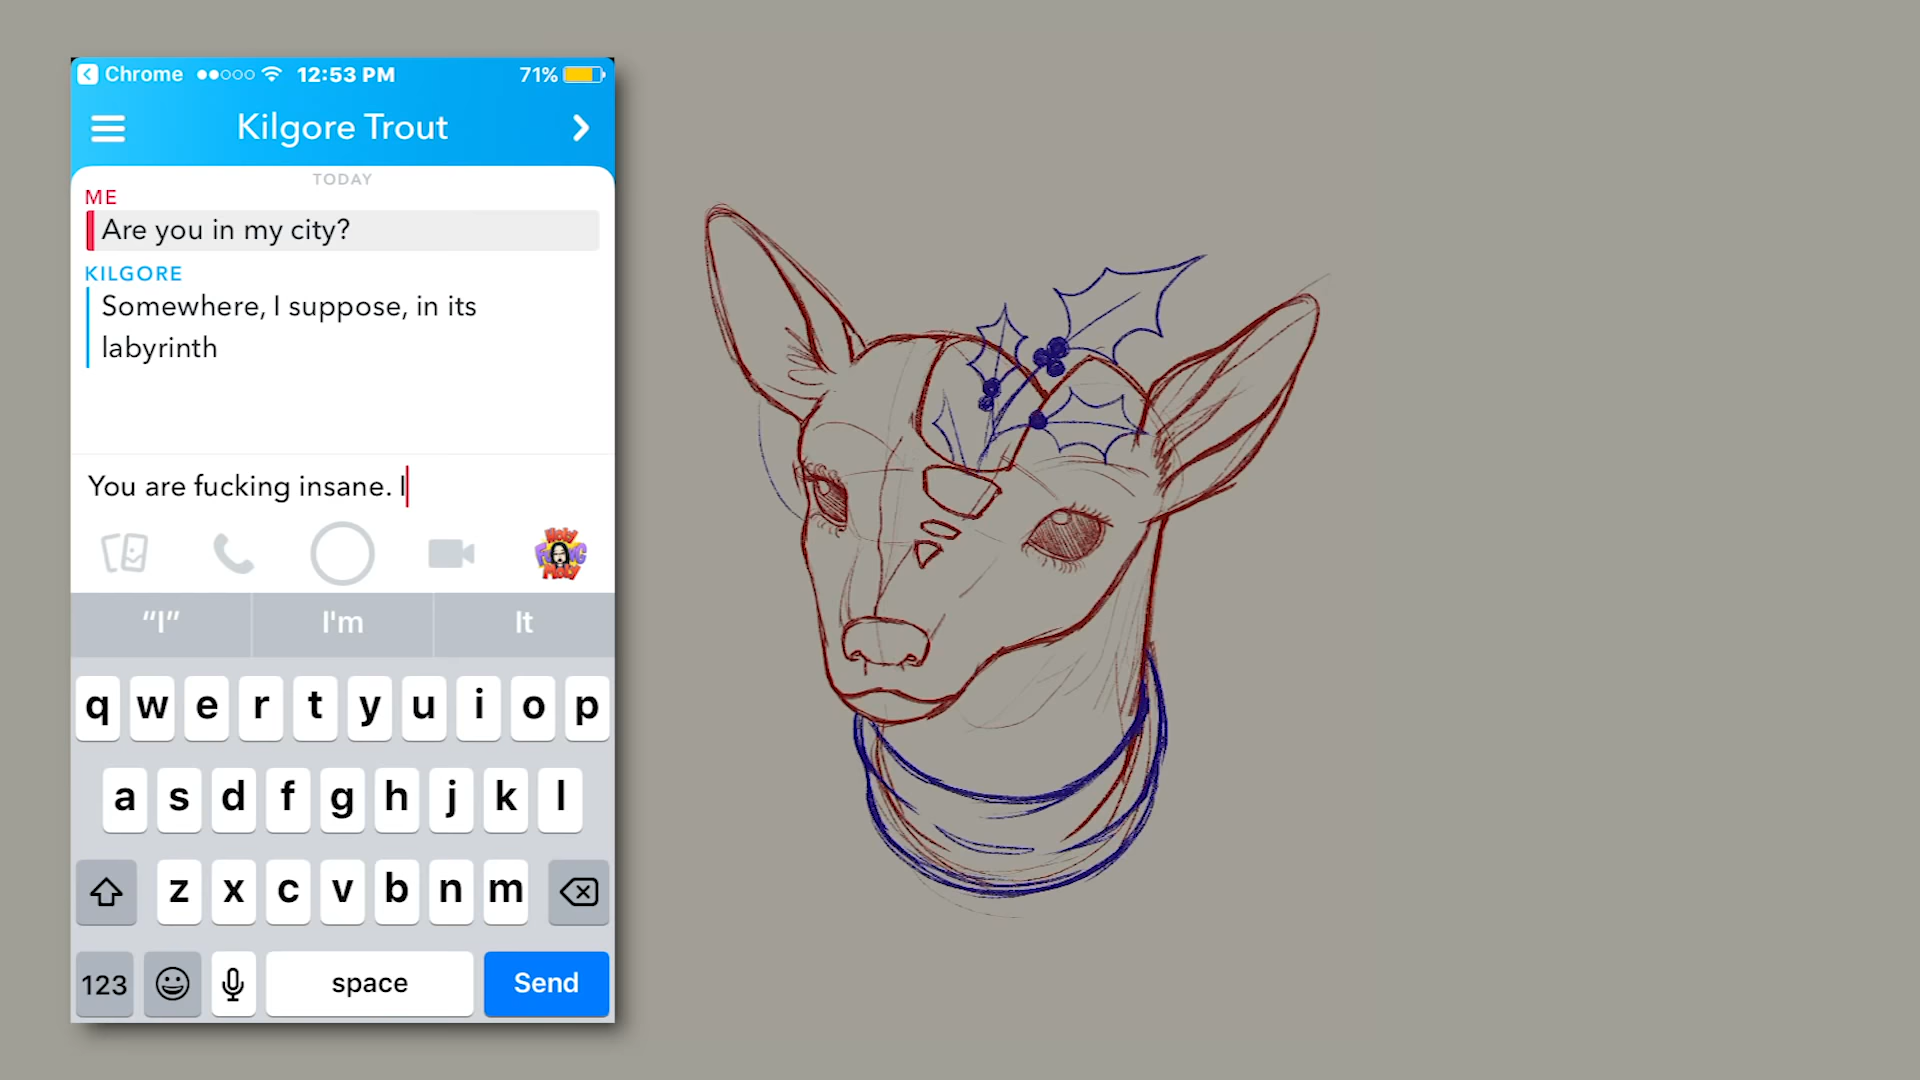 Chrome 12:53 PM 71%
Kilgore Trout
TODAY
ME
Are you in my city?
KILGORE
Somewhere, I suppose, in its
labyrinth
You are fucking insane. I
“I” I'm It
q w e r t y u i o p
a s d f g h j k l
z x c v b n m
123 space Send